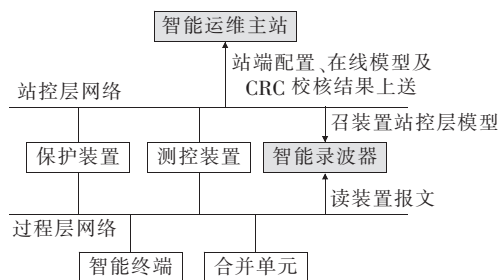 智能运维主站
站端配置、在线模型及
CRC 校核结果上送
站控层网络
召装置站控层模型
保护装置
测控装置
智能录波器
读装置报文
过程层网络
智能终端
合并单元